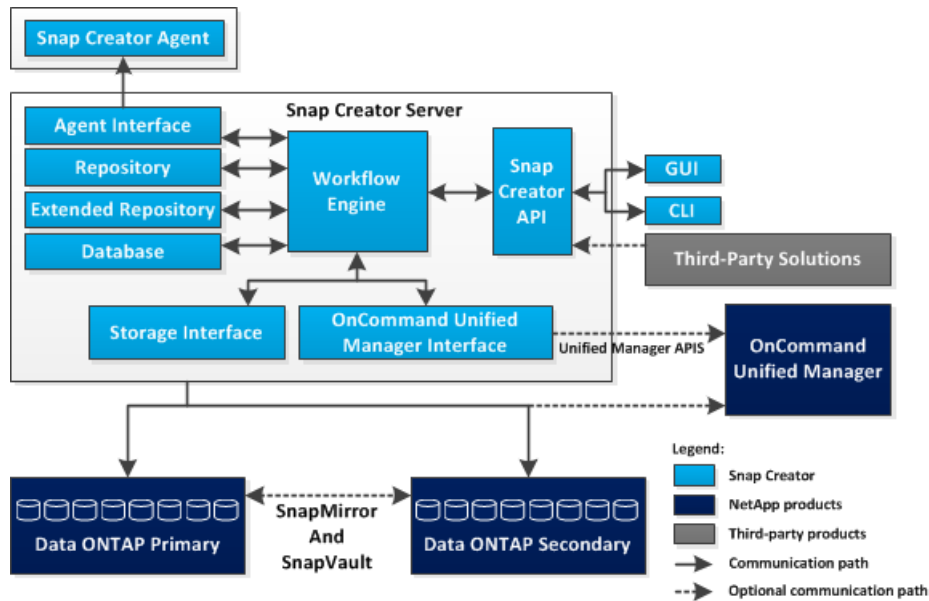 Snap Creator Agent
Snap Creator Server
Agent Interface
Repository
Extended Repository
Database
Workflow
Engine
Snap
Creator
API
GUI
CLI
Third-Party Solutions
Storage Interface
OnCommand Unified
Manager Interface
Unified Manager APIS
OnCommand
Unified Manager
Data ONTAP Primary
SnapMirror
And
SnapVault
Data ONTAP Secondary
Legend:
Snap Creator
NetApp products
Third-party products
Communication path
Optional communication path